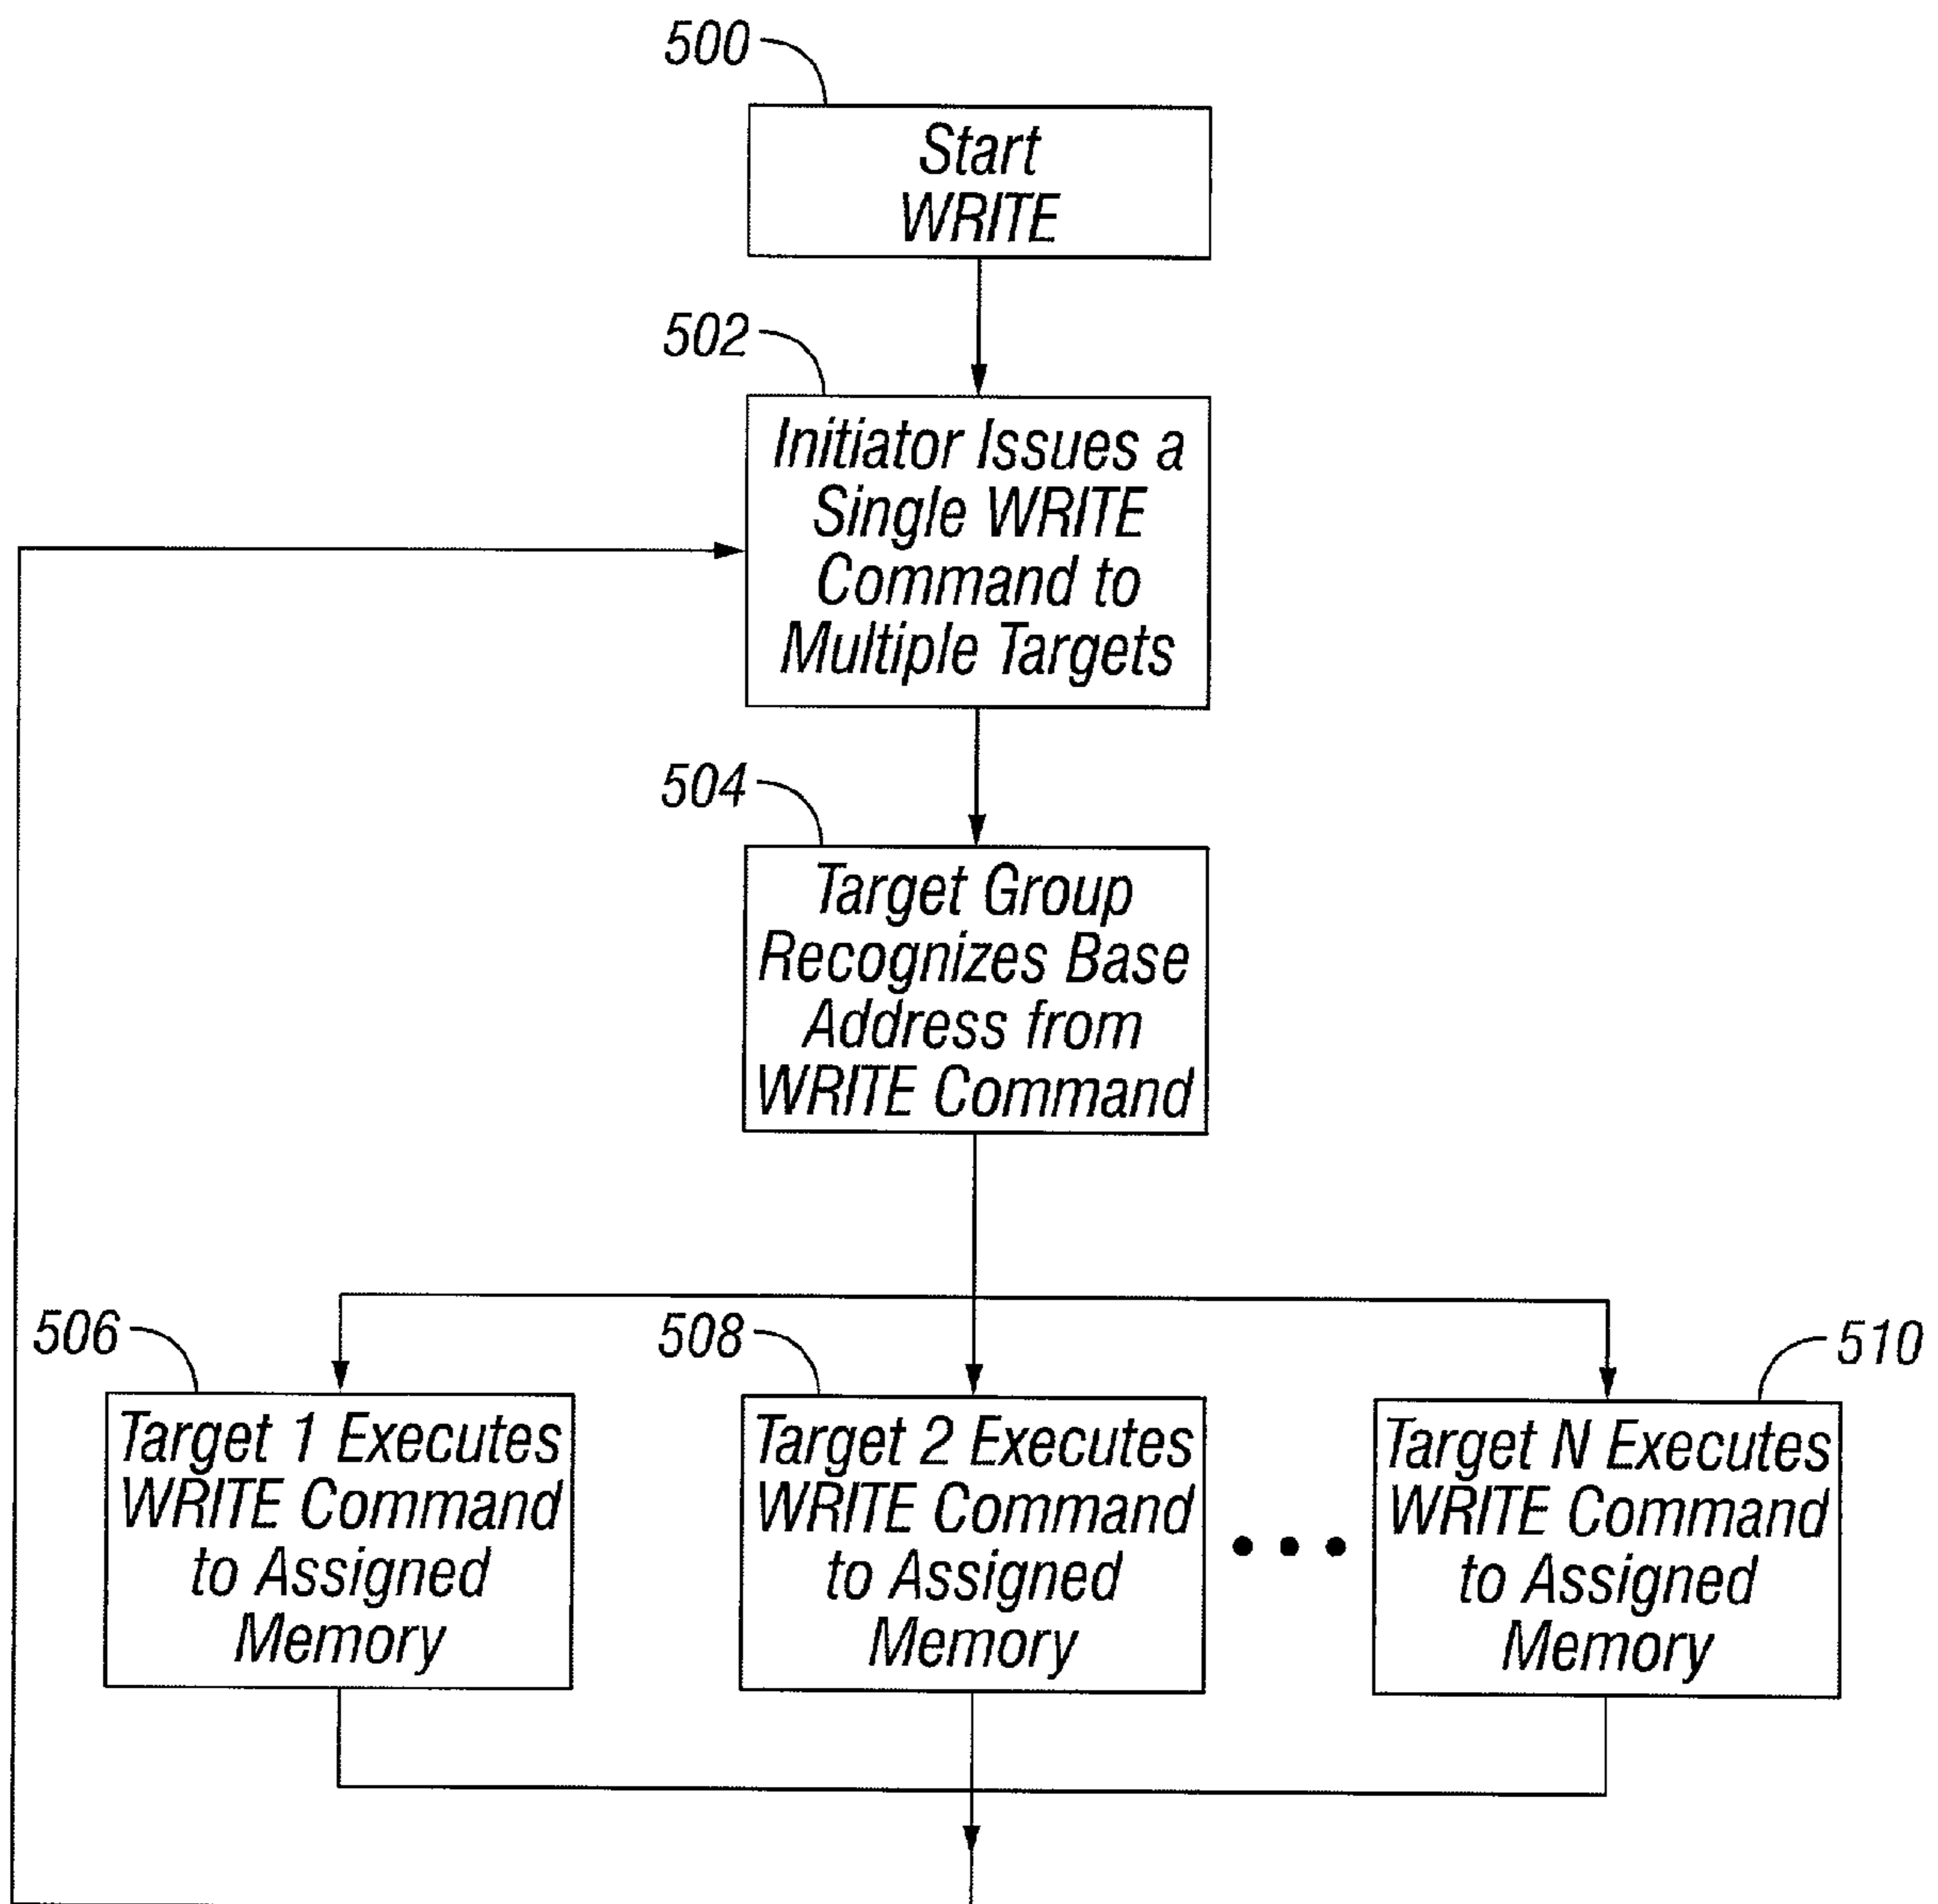 500
Start
WRITE
502
Initiator Issues a
Single WRITE
Command to
Multiple Targets
504
Target Group
Recognizes Base
Address from
WRITE Command
506
Target 1 Executes
WRITE Command
to Assigned
Memory
508
Target 2 Executes
WRITE Command
to Assigned
Memory
510
Target N Executes
WRITE Command
to Assigned
Memory